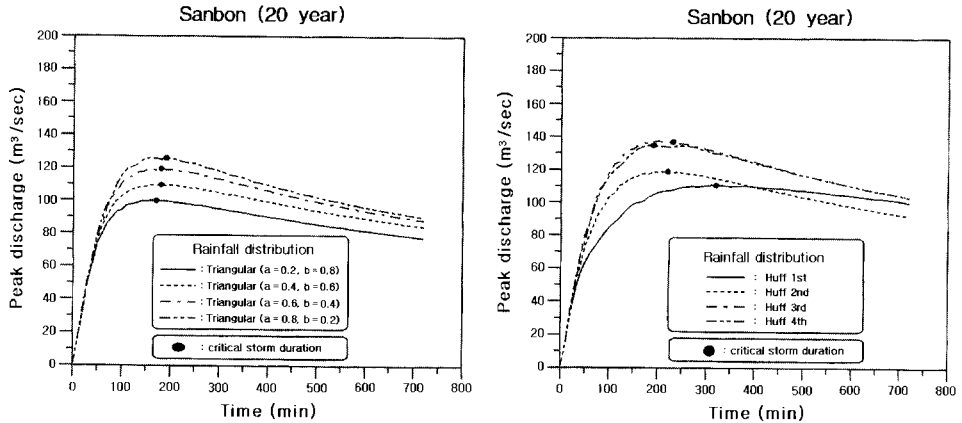 Sanbon (20 year)
Peak discharge (m³/sec)
200
180
160
140
120
100
80
60
40
20
0
Rainfall distribution
: Triangular (a=0.2, b=0.8)
: Triangular (a=0.4, b=0.6)
: Triangular (a=0.6, b=0.4)
: Triangular (a=0.8, b=0.2)
: critical storm duration
0 100 200 300 400 500 600 700 800
Time (min)
Sanbon (20 year)
Peak discharge (m³/sec)
200
180
160
140
120
100
80
60
40
20
0
Rainfall distribution
: Huff 1st
: Huff 2nd
: Huff 3rd
: Huff 4th
: critical storm duration
0 100 200 300 400 500 600 700 800
Time (min)